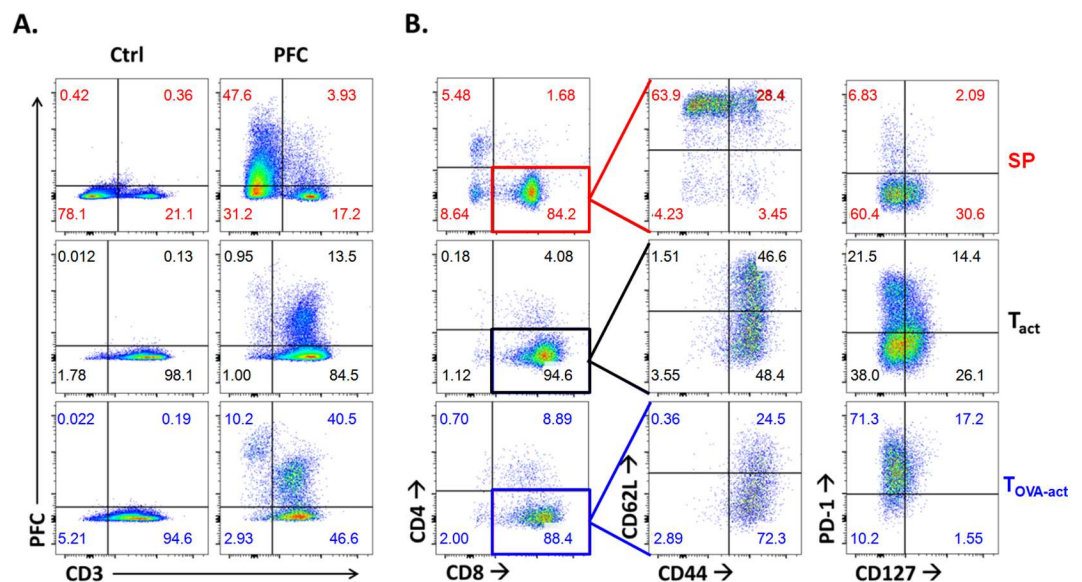 A.
B.
Ctrl
PFC
0.42 0.36
47.6 3.93
5.48 1.68
63.9 28.4
6.83 2.09
SP
78.1 21.1
31.2 17.2
8.64 84.2
4.23 3.45
60.4 30.6
0.012 0.13
0.95 13.5
0.18 4.08
1.51 46.6
21.5 14.4
Tact
1.78 98.1
1.00 84.5
1.12 94.6
3.55 48.4
38.0 26.1
0.022 0.19
10.2 40.5
0.70 8.89
0.36 24.5
71.3 17.2
TOVA-act
5.21 94.6
2.93 46.6
2.00 88.4
2.89 72.3
10.2 1.55
PFC →
CD3 →
CD4 →
CD8 →
CD62L →
CD44 →
PD-1 →
CD127 →